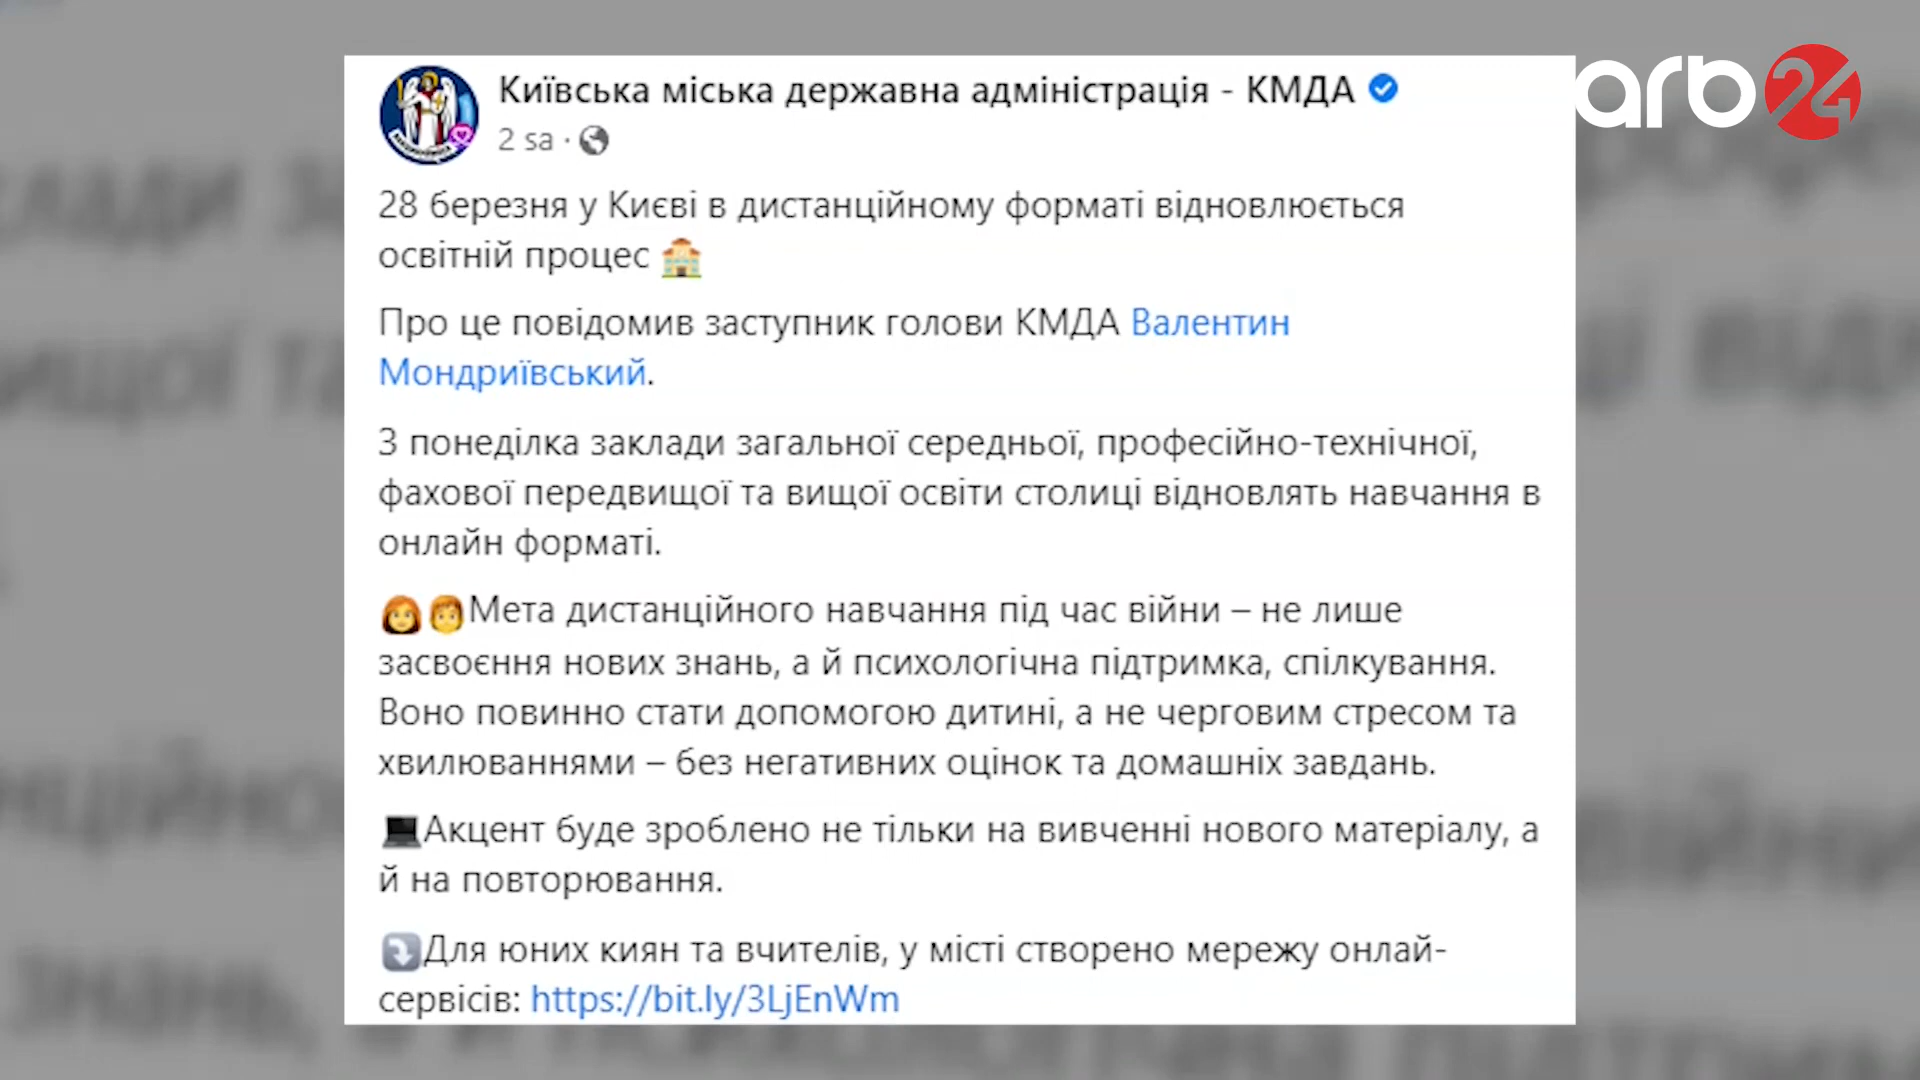 arb24
Київська міська державна адміністрація - КМДА
2 sa ·
28 березня у Києві в дистанційному форматі відновлюється
освітній процес
Про це повідомив заступник голови КМДА Валентин
Мондриївський.
З понеділка заклади загальної середньої, професійно-технічної,
фахової передвищої та вищої освіти столиці відновлять навчання в
онлайн форматі.
Мета дистанційного навчання під час війни – не лише
засвоєння нових знань, а й психологічна підтримка, спілкування.
Воно повинно стати допомогою дитині, а не черговим стресом та
хвилюваннями – без негативних оцінок та домашніх завдань.
Акцент буде зроблено не тільки на вивченні нового матеріалу, а
й на повторювання.
Для юних киян та вчителів, у місті створено мережу онлай-
сервісів: https://bit.ly/3LjEnWm